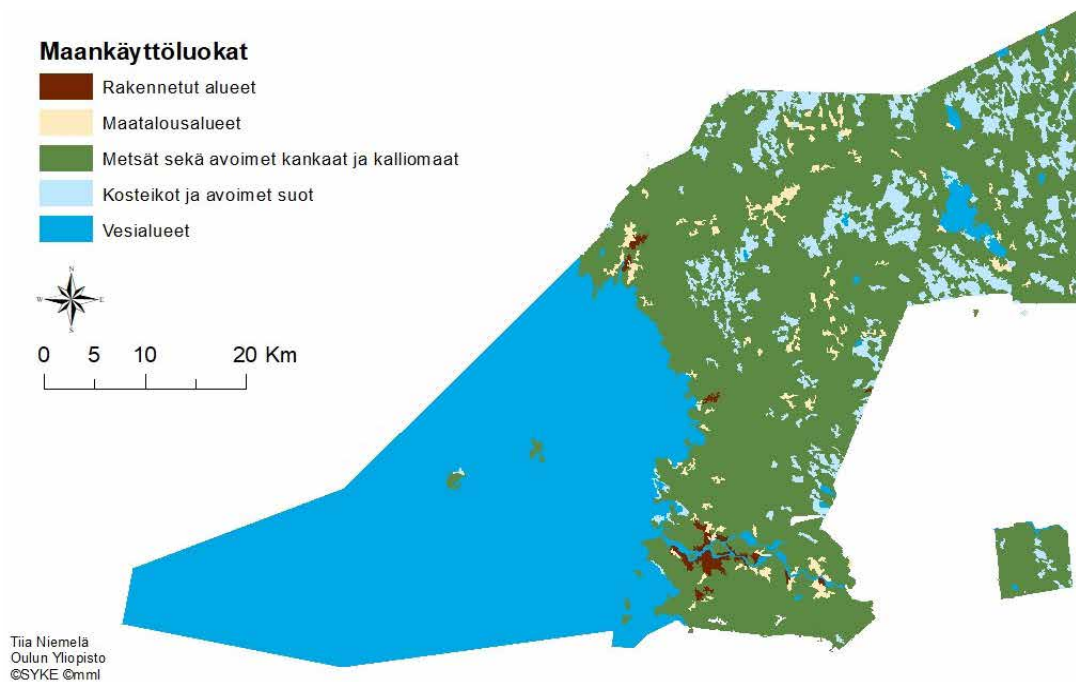 Maankäyttöluokat
Rakennetut alueet
Maatalousalueet
Metsät sekä avoimet kankaat ja kalliomaat
Kosteikot ja avoimet suot
Vesialueet
N
W E
S
0 5 10 20 Km
Tiia Niemelä
Oulun Yliopisto
©SYKE ©mml